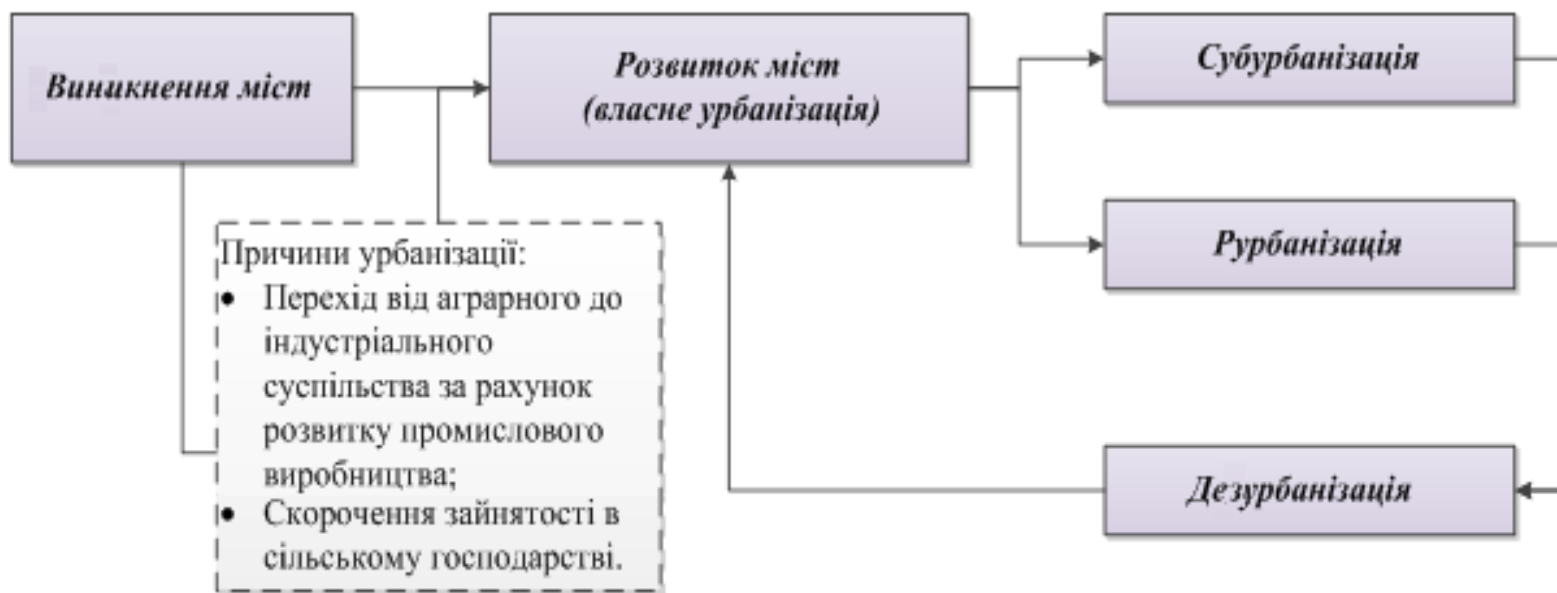 Виникнення міст
Розвиток міст
(власне урбанізація)
Субурбанізація
Рурбанізація
Причини урбанізації:
• Перехід від аграрного до
індустріального
суспільства за рахунок
розвитку промислового
виробництва;
• Скорочення зайнятості в
сільському господарстві.
Дезурбанізація